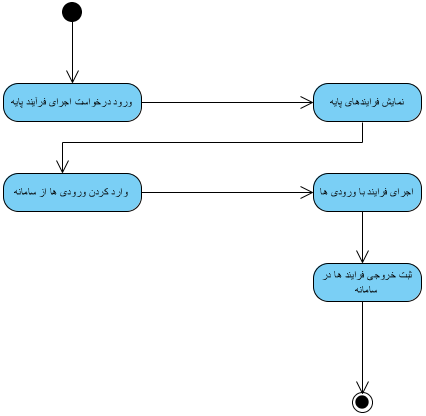 ورود درخواست اجرای فرآیند پایه
نمایش فرایندهای پایه
وارد کردن ورودی ها از سامانه
اجرای فرایند با ورودی ها
ثبت خروجی فرایند ها در
سامانه